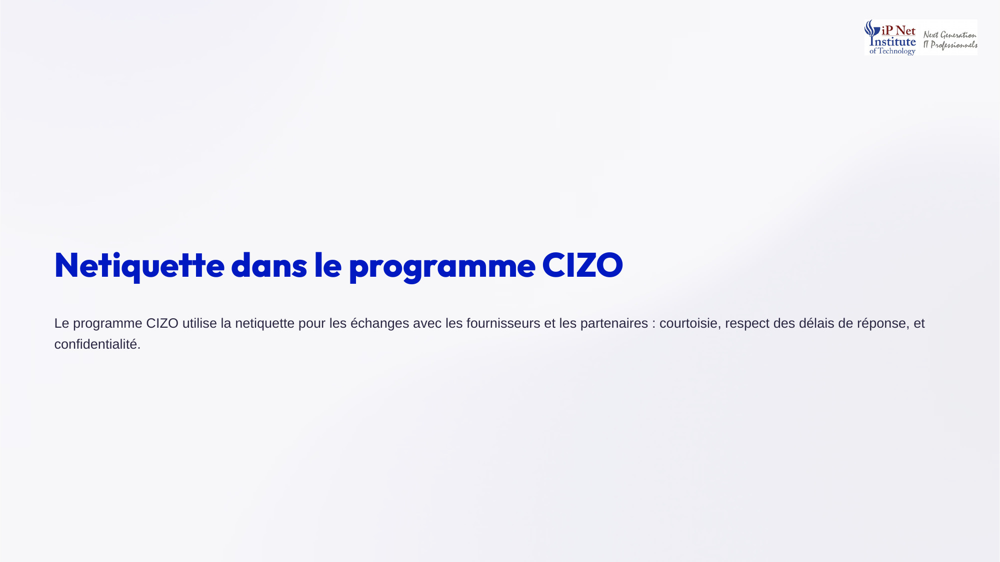 iP Net
Institute
of Technology
Next Generation
IT Professionnels
Netiquette dans le programme CIZO
Le programme CIZO utilise la netiquette pour les échanges avec les fournisseurs et les partenaires : courtoisie, respect des délais de réponse, et
confidentialité.